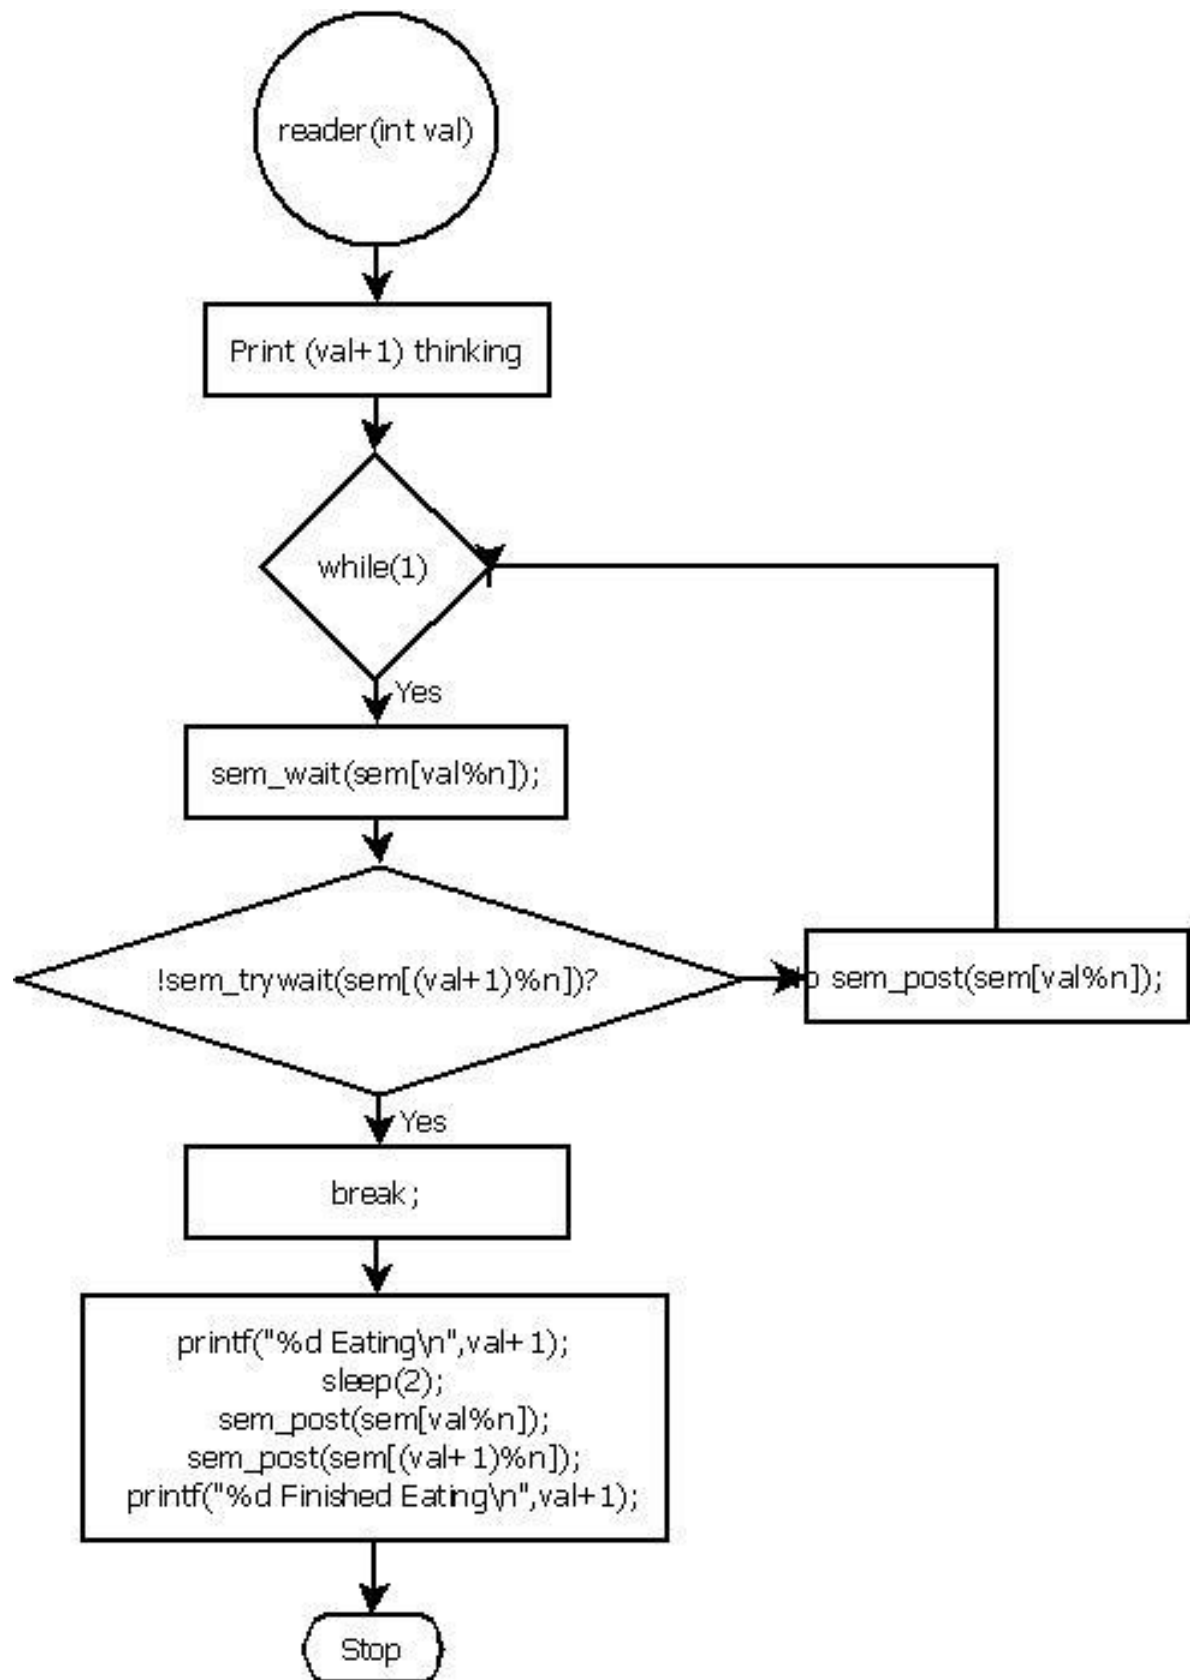 reader(int val)
Print (val+1) thinking
while(1)
Yes
sem_wait(sem[val%n]);
!sem_trywait(sem[(val+1)%n])?
sem_post(sem[val%n]);
Yes
break;
printf("%d Eating\n",val+1);
sleep(2);
sem_post(sem[val%n]);
sem_post(sem[(val+1)%n]);
printf("%d Finished Eating\n",val+1);
Stop